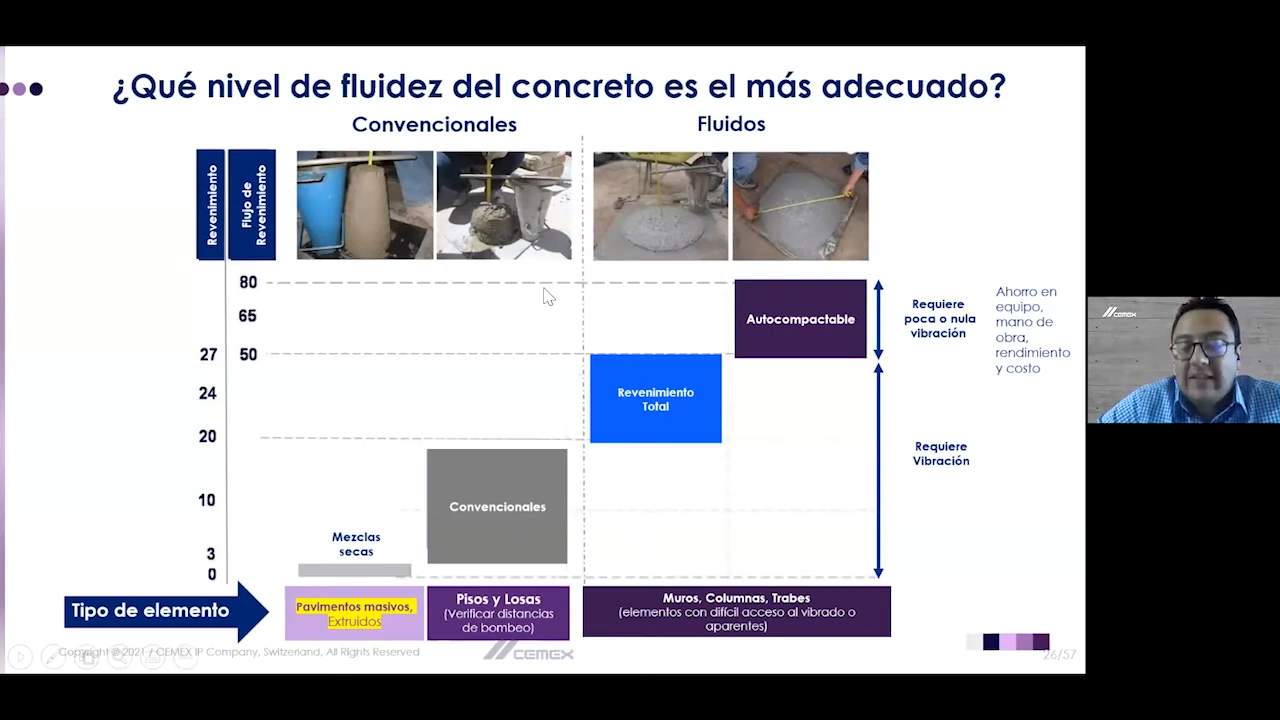 ¿Qué nivel de fluidez del concreto es el más adecuado?
Convencionales
Fluidos
Revenimiento
Flujo de
Revenimiento
80
65
27
50
24
20
10
3
0
Mezclas
secas
Convencionales
Revenimiento
Total
Autocompactable
Requiere
poca o nula
vibración
Ahorro en
equipo,
mano de
obra,
rendimiento
y costo
Requiere
Vibración
Tipo de elemento
Pavimentos masivos,
Extruidos
Pisos y Losas
(Verificar distancias
de bombeo)
Muros, Columnas, Trabes
(elementos con difícil acceso al vibrado o
aparentes)
Copyright @2021 / CEMEX IP Company, Switzerland, All Rights Reserved
CEMEX
26/57
CEMEX